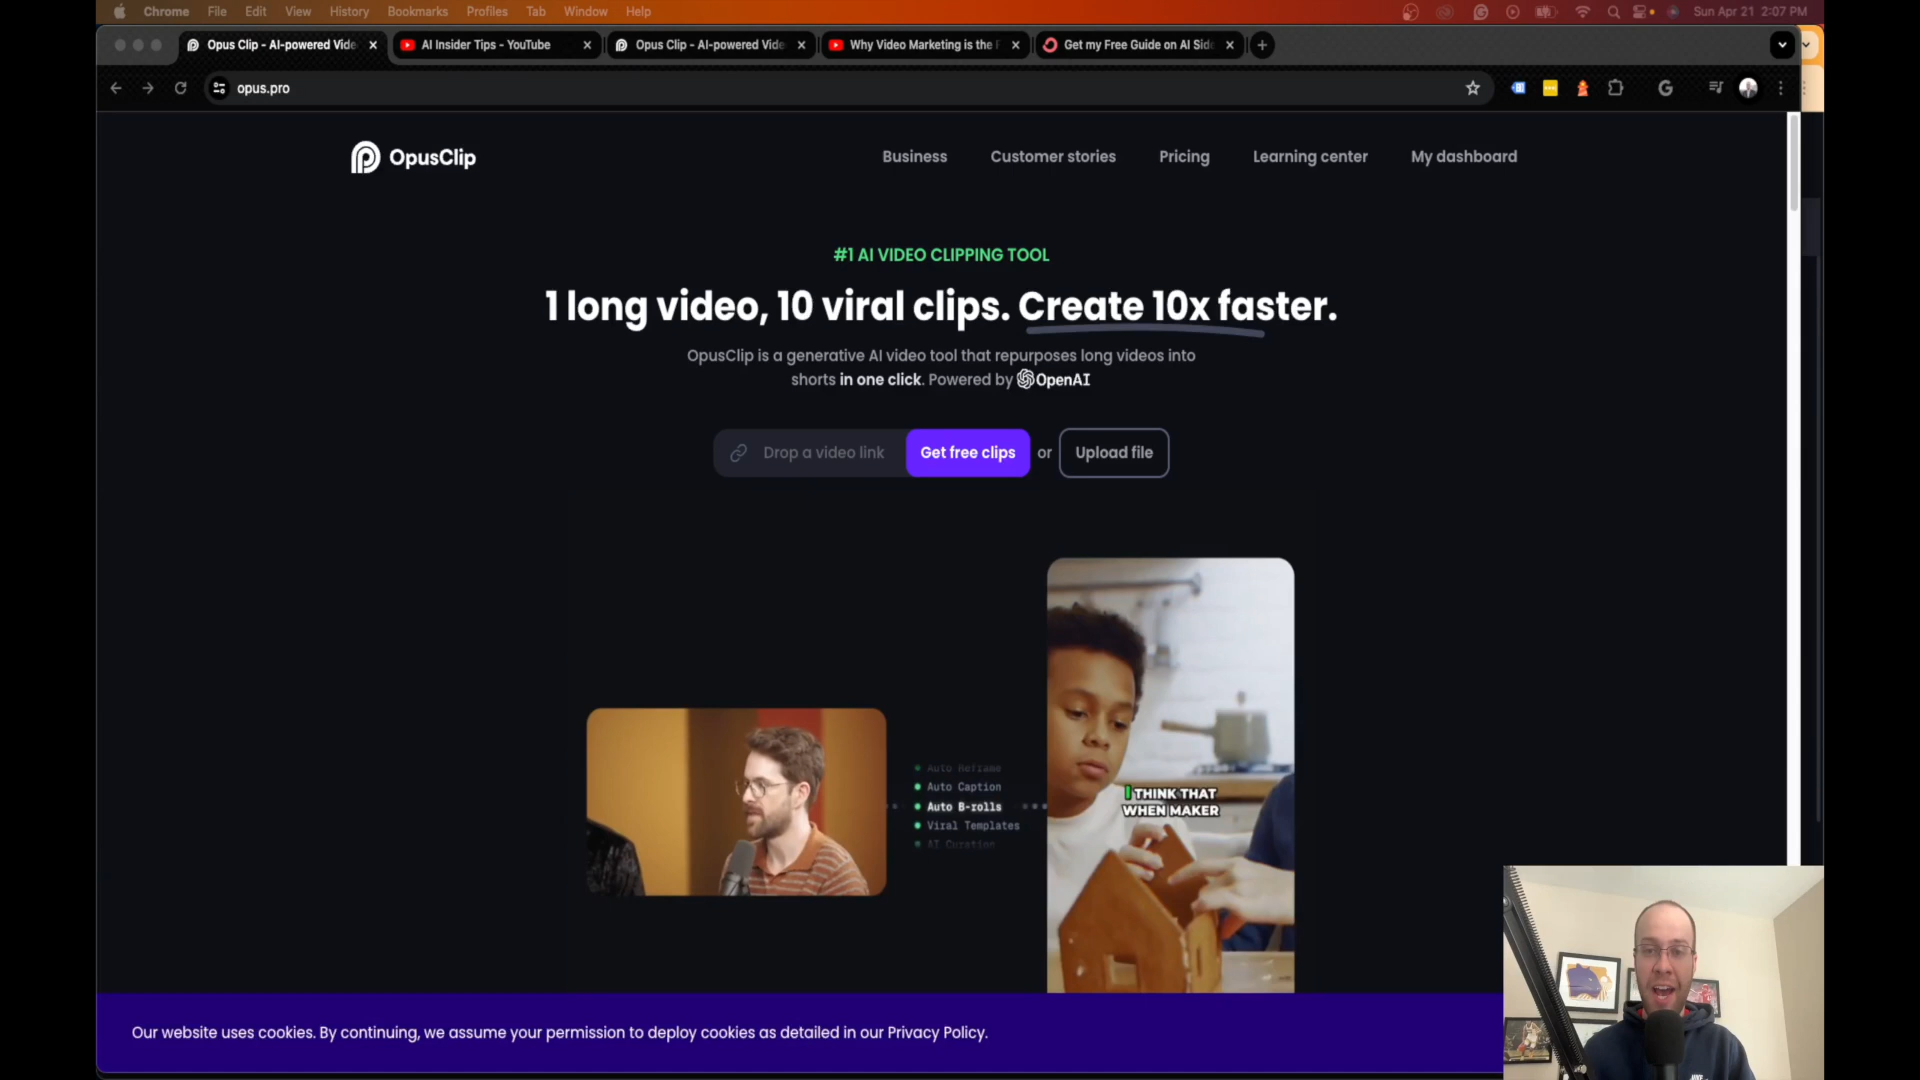 Chrome File Edit View History Bookmarks Profiles Tab Window Help Sun Apr 21 2:07 PM
Opus Clip - AI-powered Vide AI Insider Tips - YouTube Opus Clip - AI-powered Vide Why Video Marketing is the F Get my Free Guide on AI Sid
opus.pro
OpusClip Business Customer stories Pricing Learning center My dashboard
#1 AI VIDEO CLIPPING TOOL
1 long video, 10 viral clips. Create 10x faster.
OpusClip is a generative AI video tool that repurposes long videos into
shorts in one click. Powered by OpenAI
Drop a video link Get free clips or Upload file
Auto Reframe
Auto Caption
Auto B-rolls
Viral Templates
AI Curation
I THINK THAT
WHEN MAKER
Our website uses cookies. By continuing, we assume your permission to deploy cookies as detailed in our Privacy Policy.